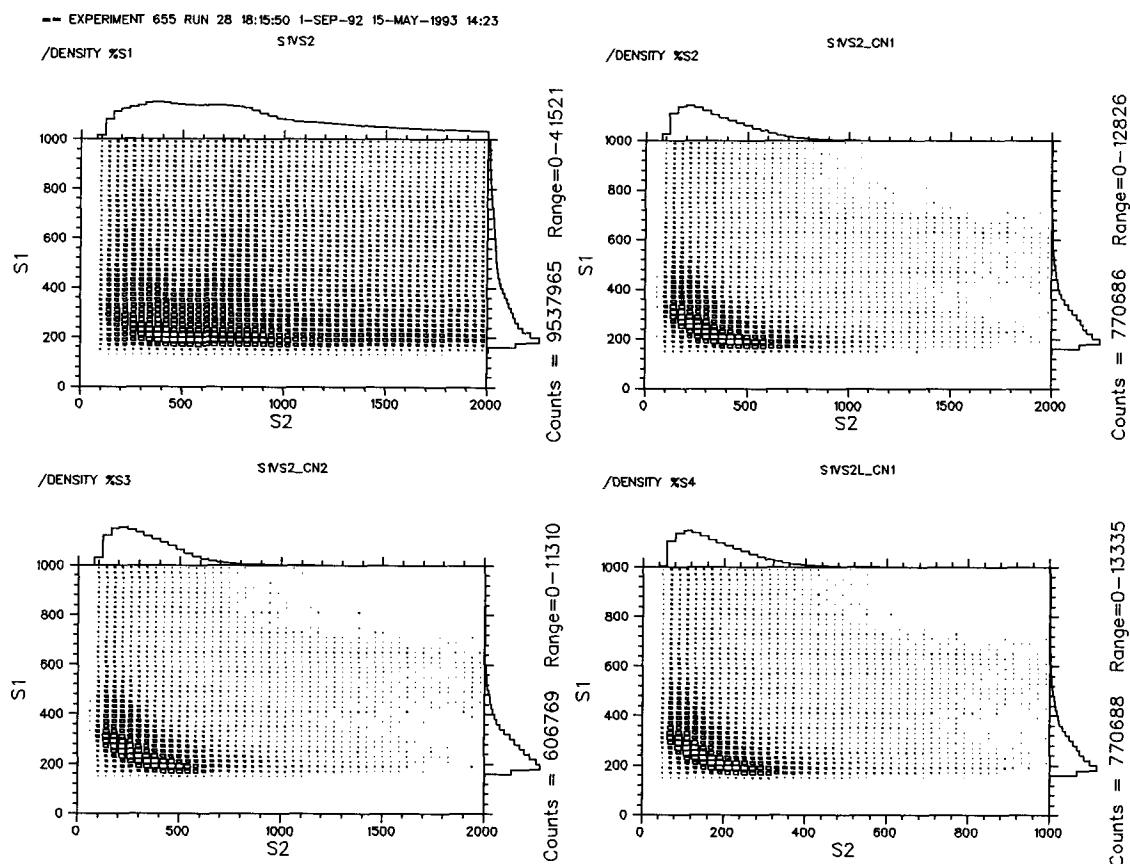 == EXPERIMENT 655 RUN 28 18:15:50 1-SEP-92 15-MAY-1993 14:23
S1VS2
/DENSITY %S1
1000
800
600
400
200
0
S1
0
500
1000
1500
2000
S2
Counts = 9537965 Range=0-41521
S1VS2_CN1
/DENSITY %S2
1000
800
600
400
200
0
S1
0
500
1000
1500
2000
S2
Counts = 770686 Range=0-12826
S1VS2_CN2
/DENSITY %S3
1000
800
600
400
200
0
S1
0
500
1000
1500
2000
S2
Counts = 606769 Range=0-11310
S1VS2L_CN1
/DENSITY %S4
1000
800
600
400
200
0
S1
0
200
400
600
800
1000
S2
Counts = 770688 Range=0-13335